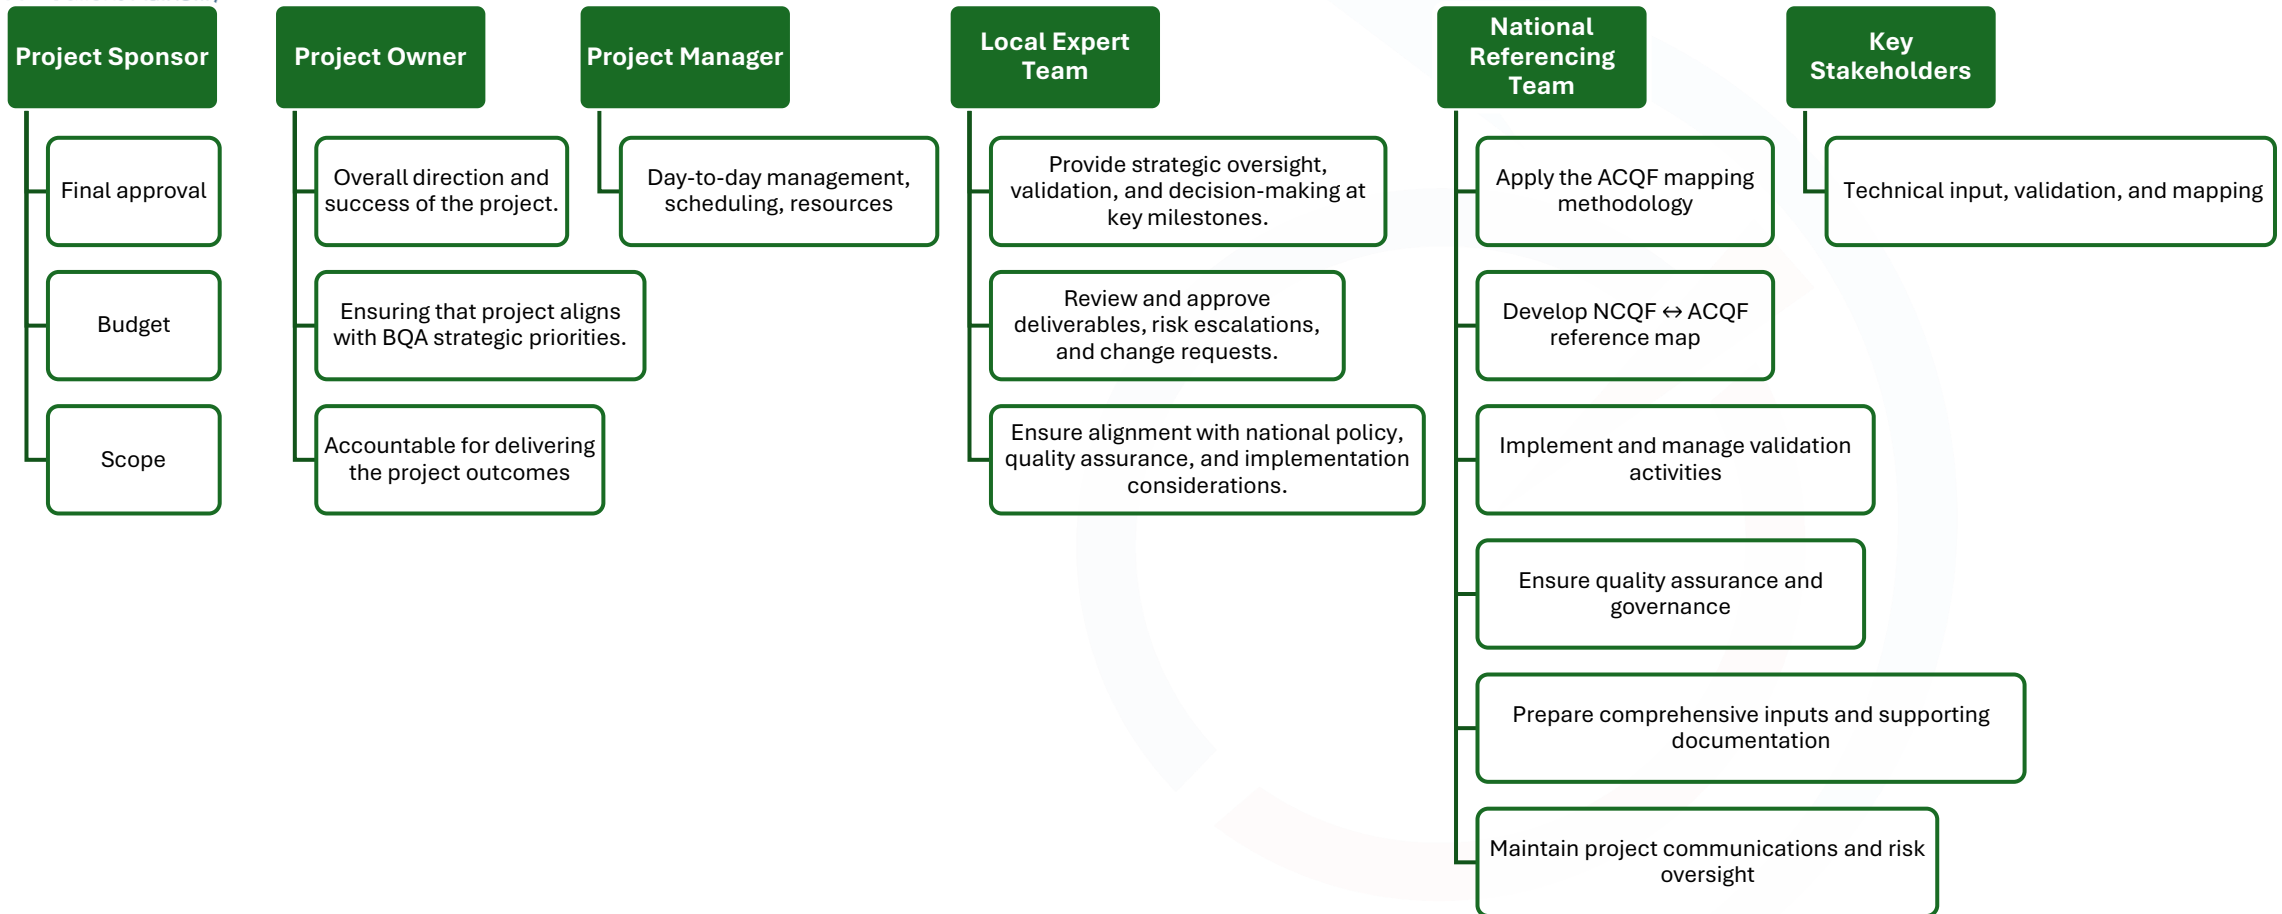 Project Sponsor
Final approval
Budget
Scope
Project Owner
Overall direction and
success of the project.
Ensuring that project aligns
with BQA strategic priorities.
Accountable for delivering
the project outcomes
Project Manager
Day-to-day management,
scheduling, resources
Local Expert
Team
Provide strategic oversight,
validation, and decision-making at
key milestones.
Review and approve
deliverables, risk escalations,
and change requests.
Ensure alignment with national policy,
quality assurance, and implementation
considerations.
National
Referencing
Team
Apply the ACQF mapping
methodology
Develop NCQF ↔ ACQF
reference map
Implement and manage validation
activities
Ensure quality assurance and
governance
Prepare comprehensive inputs and supporting
documentation
Maintain project communications and risk
oversight
Key
Stakeholders
Technical input, validation, and mapping